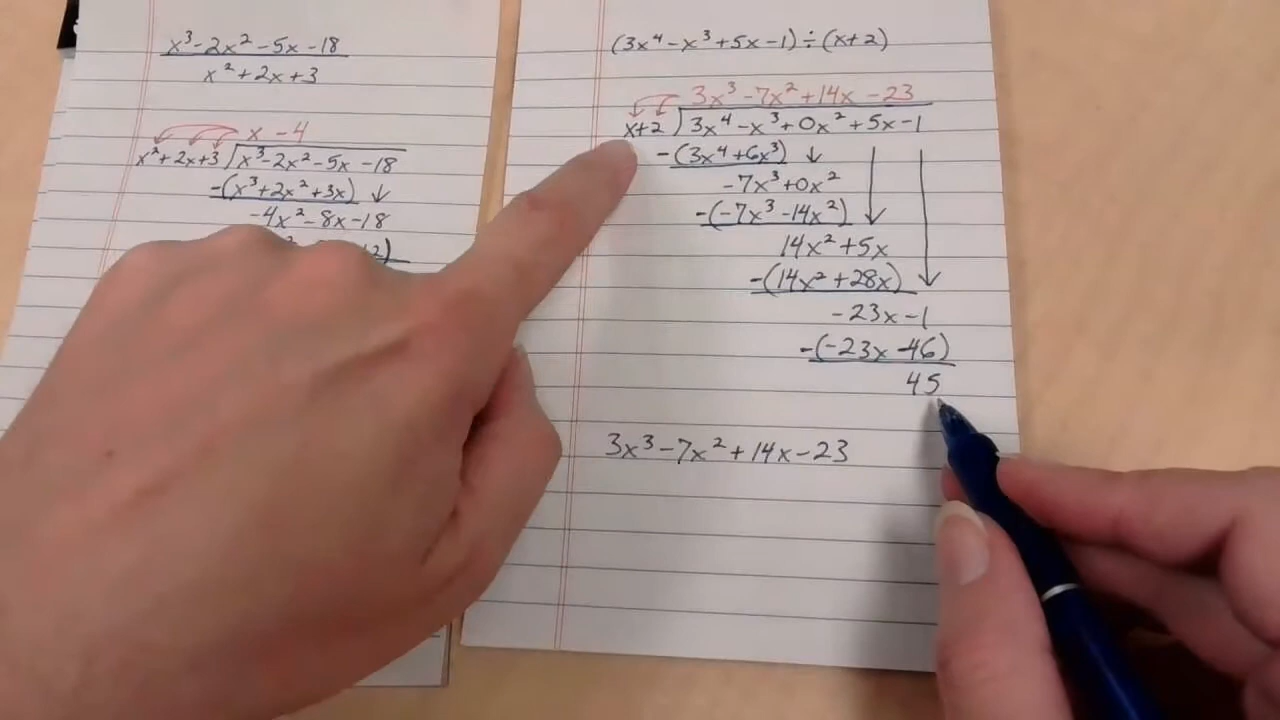 x³-2x²-5x-18
x²+2x+3
x -4
x²+2x+3 x³-2x²-5x-18
-(x³+2x²+3x) ↓
-4x²-8x-18
2)
(3x⁴-x³+5x-1)÷(x+2)
3x³-7x²+14x-23
x+2 3x⁴-x³+0x²+5x-1
-(3x⁴+6x³) ↓
-7x³+0x²
-(-7x³-14x²)
14x²+5x
-(14x²+28x)
-23x-1
-(-23x-46)
45
3x³-7x²+14x-23